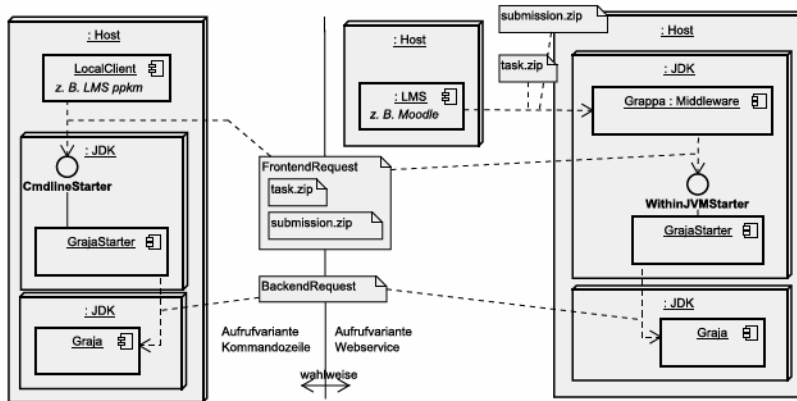 : Host
LocalClient
z. B. LMS ppkm
: JDK
CmdlineStarter
GrajaStarter
: JDK
Graja
FrontendRequest
task.zip
submission.zip
BackendRequest
Aufrufvariante
Kommandozeile
Aufrufvariante
Webservice
wahlweise
: Host
: LMS
z. B. Moodle
submission.zip
task.zip
: Host
: JDK
Grappa : Middleware
WithinJVMStarter
GrajaStarter
: JDK
Graja